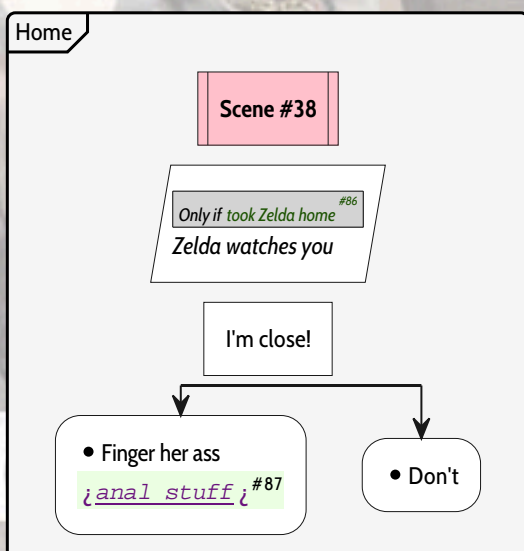 Home
Scene #38
Only if took Zelda home #86
Zelda watches you
I'm close!
• Finger her ass
¿anal stuff¿ #87
• Don't